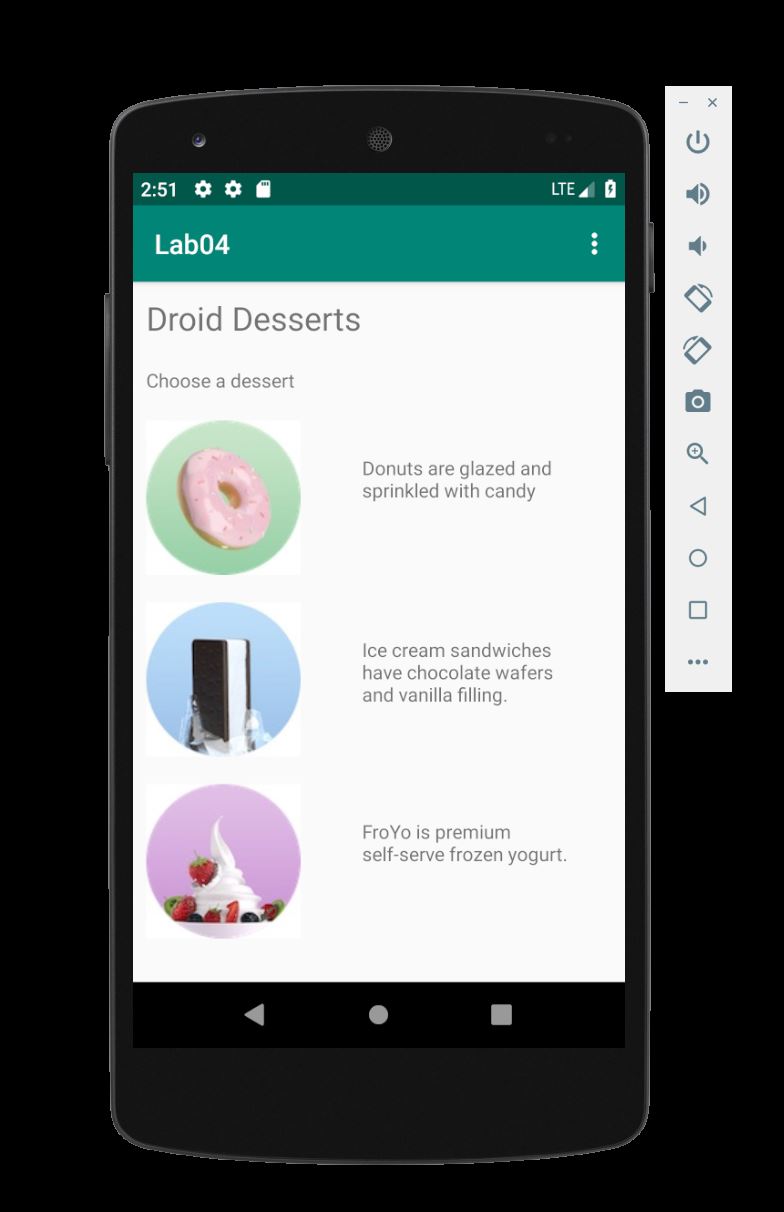 2:51
LTE
Lab04
Droid Desserts
Choose a dessert
Donuts are glazed and
sprinkled with candy
Ice cream sandwiches
have chocolate wafers
and vanilla filling.
FroYo is premium
self-serve frozen yogurt.